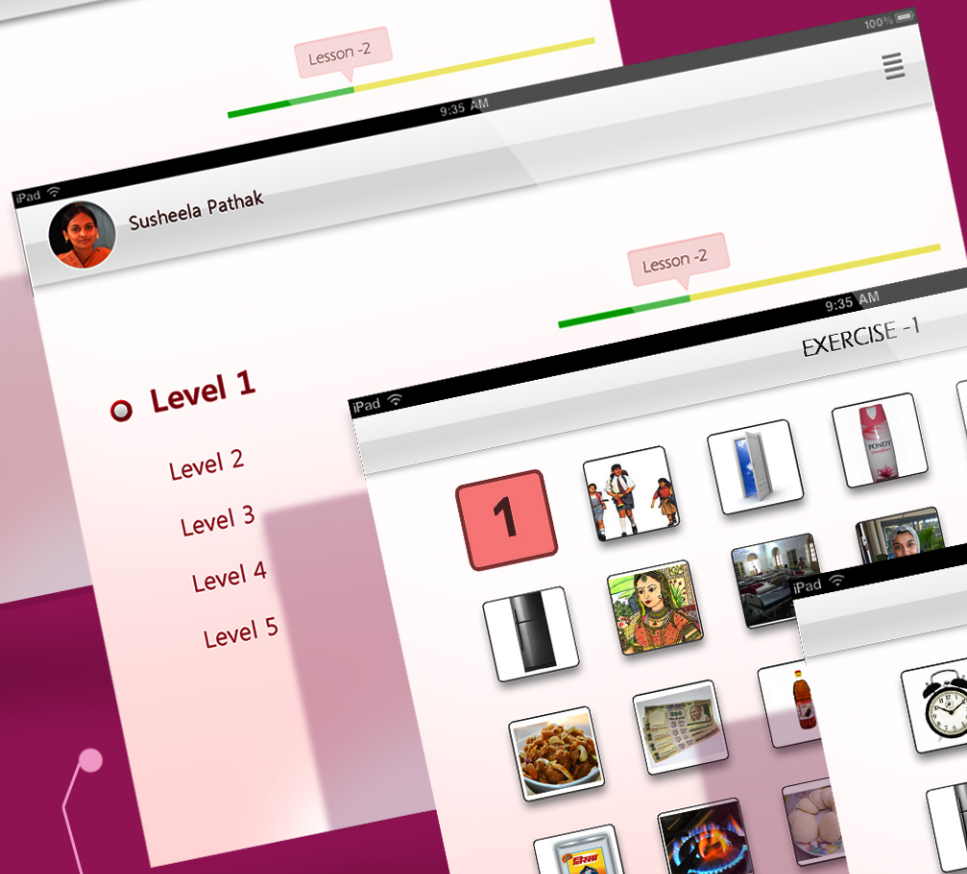 Lesson -2
100%
9:35 AM
iPad
Susheela Pathak
Lesson -2
9:35 AM
EXERCISE -1
Level 1
iPad
Level 2
Level 3
Level 4
Level 5
1
POND'S
iPad